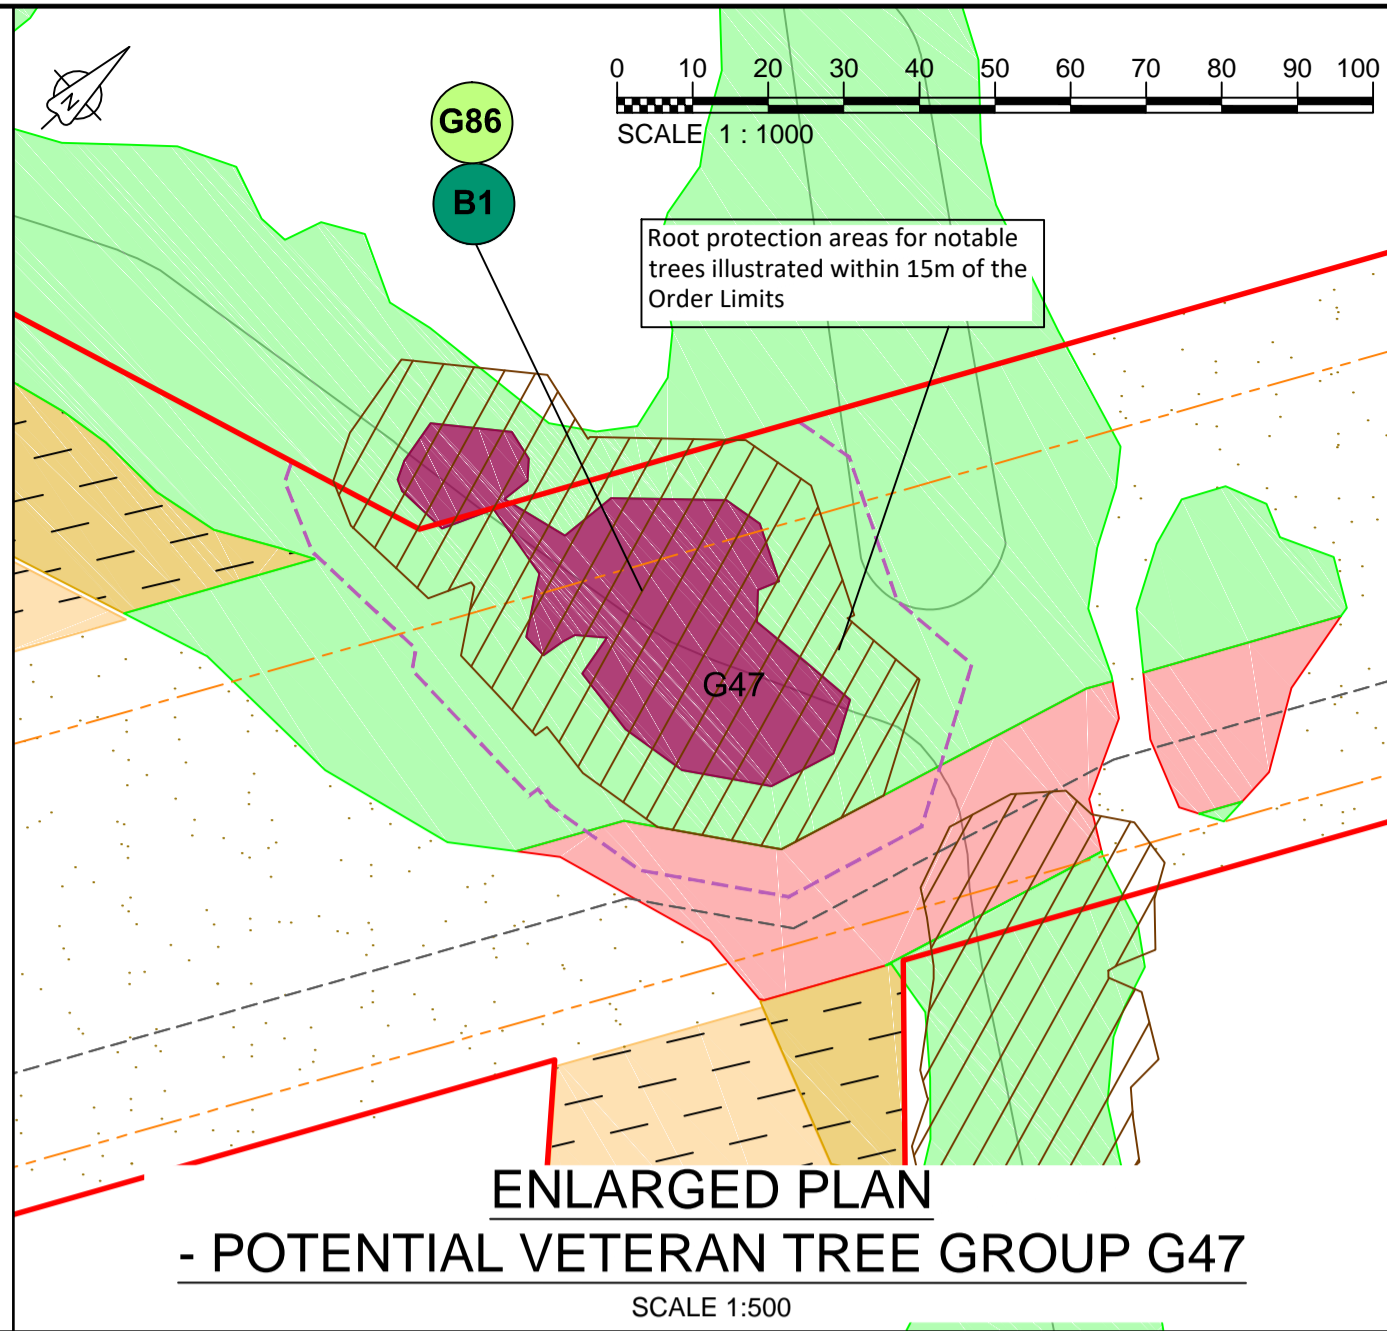 N
G86
B1
0 10 20 30 40 50 60 70 80 90 100
SCALE 1 : 1000
Root protection areas for notable
trees illustrated within 15m of the
Order Limits
G47
ENLARGED PLAN
- POTENTIAL VETERAN TREE GROUP G47
SCALE 1:500